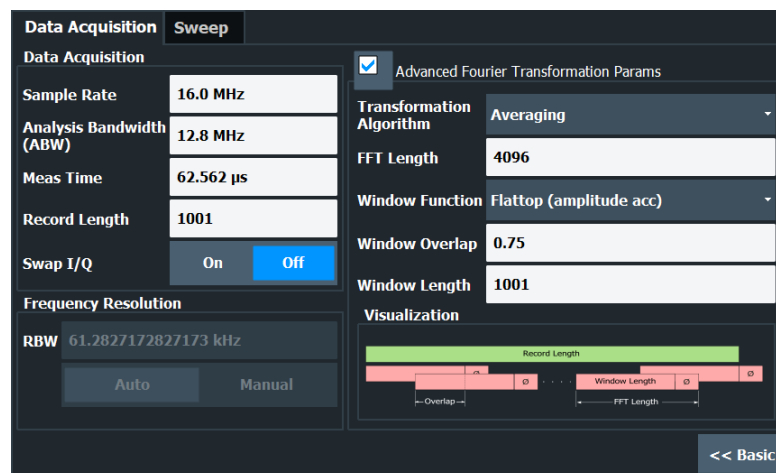 Data Acquisition Sweep
Data Acquisition
Sample Rate 16.0 MHz
Analysis Bandwidth
(ABW) 12.8 MHz
Meas Time 62.562 µs
Record Length 1001
Swap I/Q On Off
Frequency Resolution
RBW 61.2827172827173 kHz
Auto Manual
Advanced Fourier Transformation Params
Transformation
Algorithm Averaging
FFT Length 4096
Window Function Flattop (amplitude acc)
Window Overlap 0.75
Window Length 1001
Visualization
Record Length
Ø Ø
Ø Window Length Ø
Overlap FFT Length
<< Basic